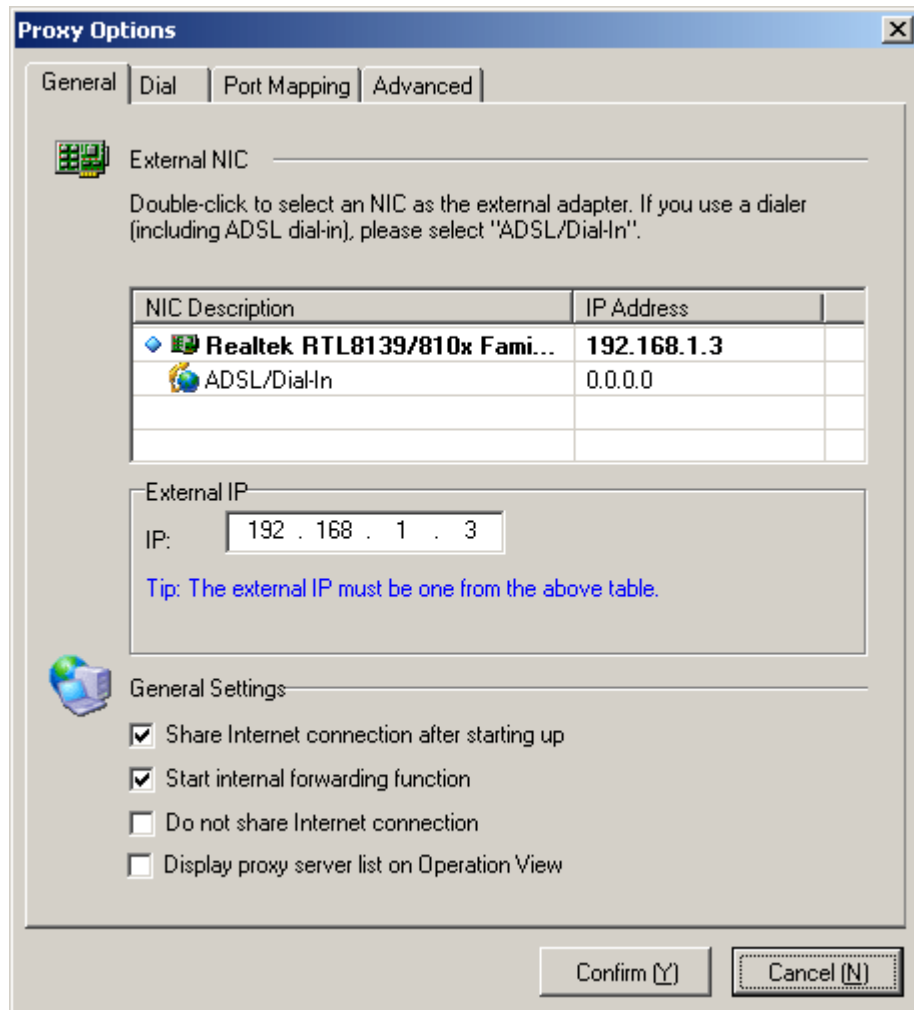 Proxy Options
General Dial Port Mapping Advanced
External NIC
Double-click to select an NIC as the external adapter. If you use a dialer
(including ADSL dial-in), please select "ADSL/Dial-In".
NIC Description IP Address
Realtek RTL8139/810x Fami... 192.168.1.3
ADSL/Dial-In 0.0.0.0
External IP
IP: 192 . 168 . 1 . 3
Tip: The external IP must be one from the above table.
General Settings
Share Internet connection after starting up
Start internal forwarding function
Do not share Internet connection
Display proxy server list on Operation View
Confirm (Y) Cancel (N)